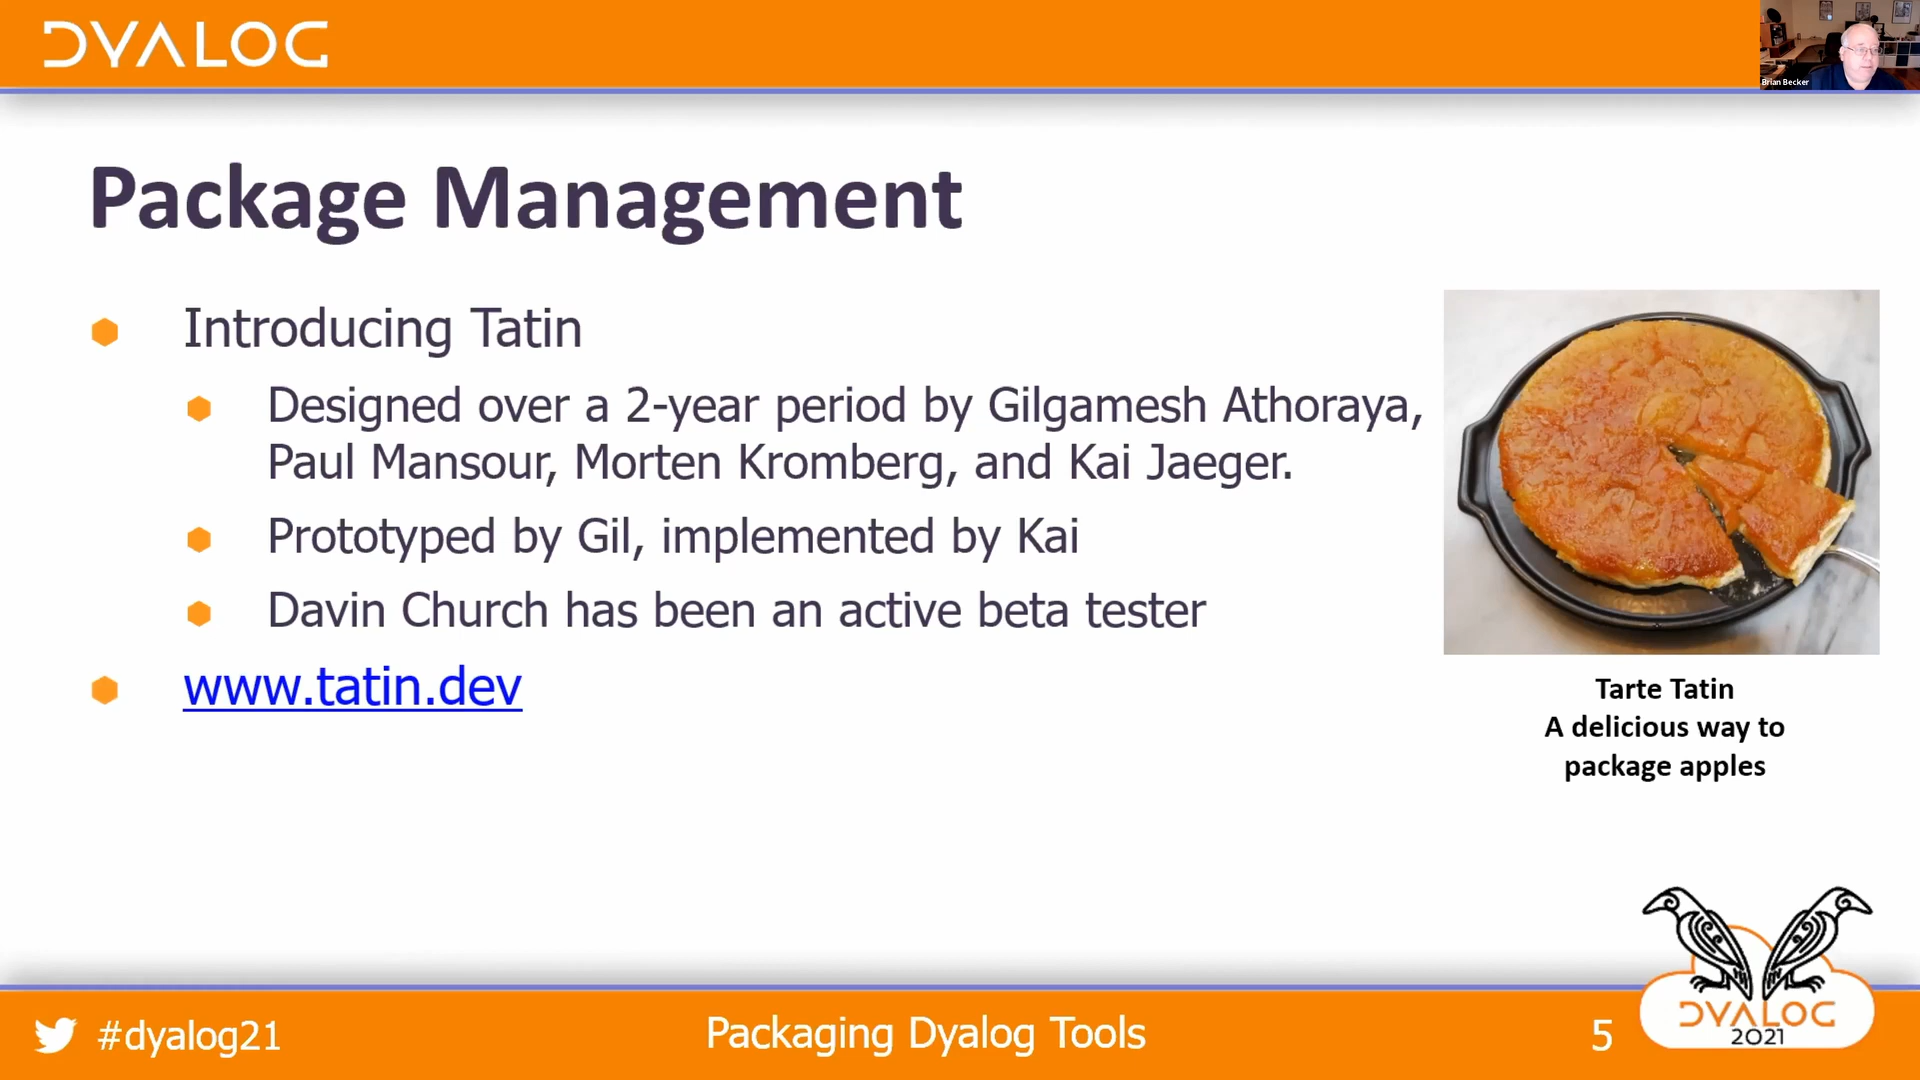 DYALOG
Brian Becker
Package Management
Introducing Tatin
Designed over a 2-year period by Gilgamesh Athoraya,
Paul Mansour, Morten Kromberg, and Kai Jaeger.
Prototyped by Gil, implemented by Kai
Davin Church has been an active beta tester
www.tatin.dev
Tarte Tatin
A delicious way to
package apples
#dyalog21
Packaging Dyalog Tools
5
DYALOG
2021